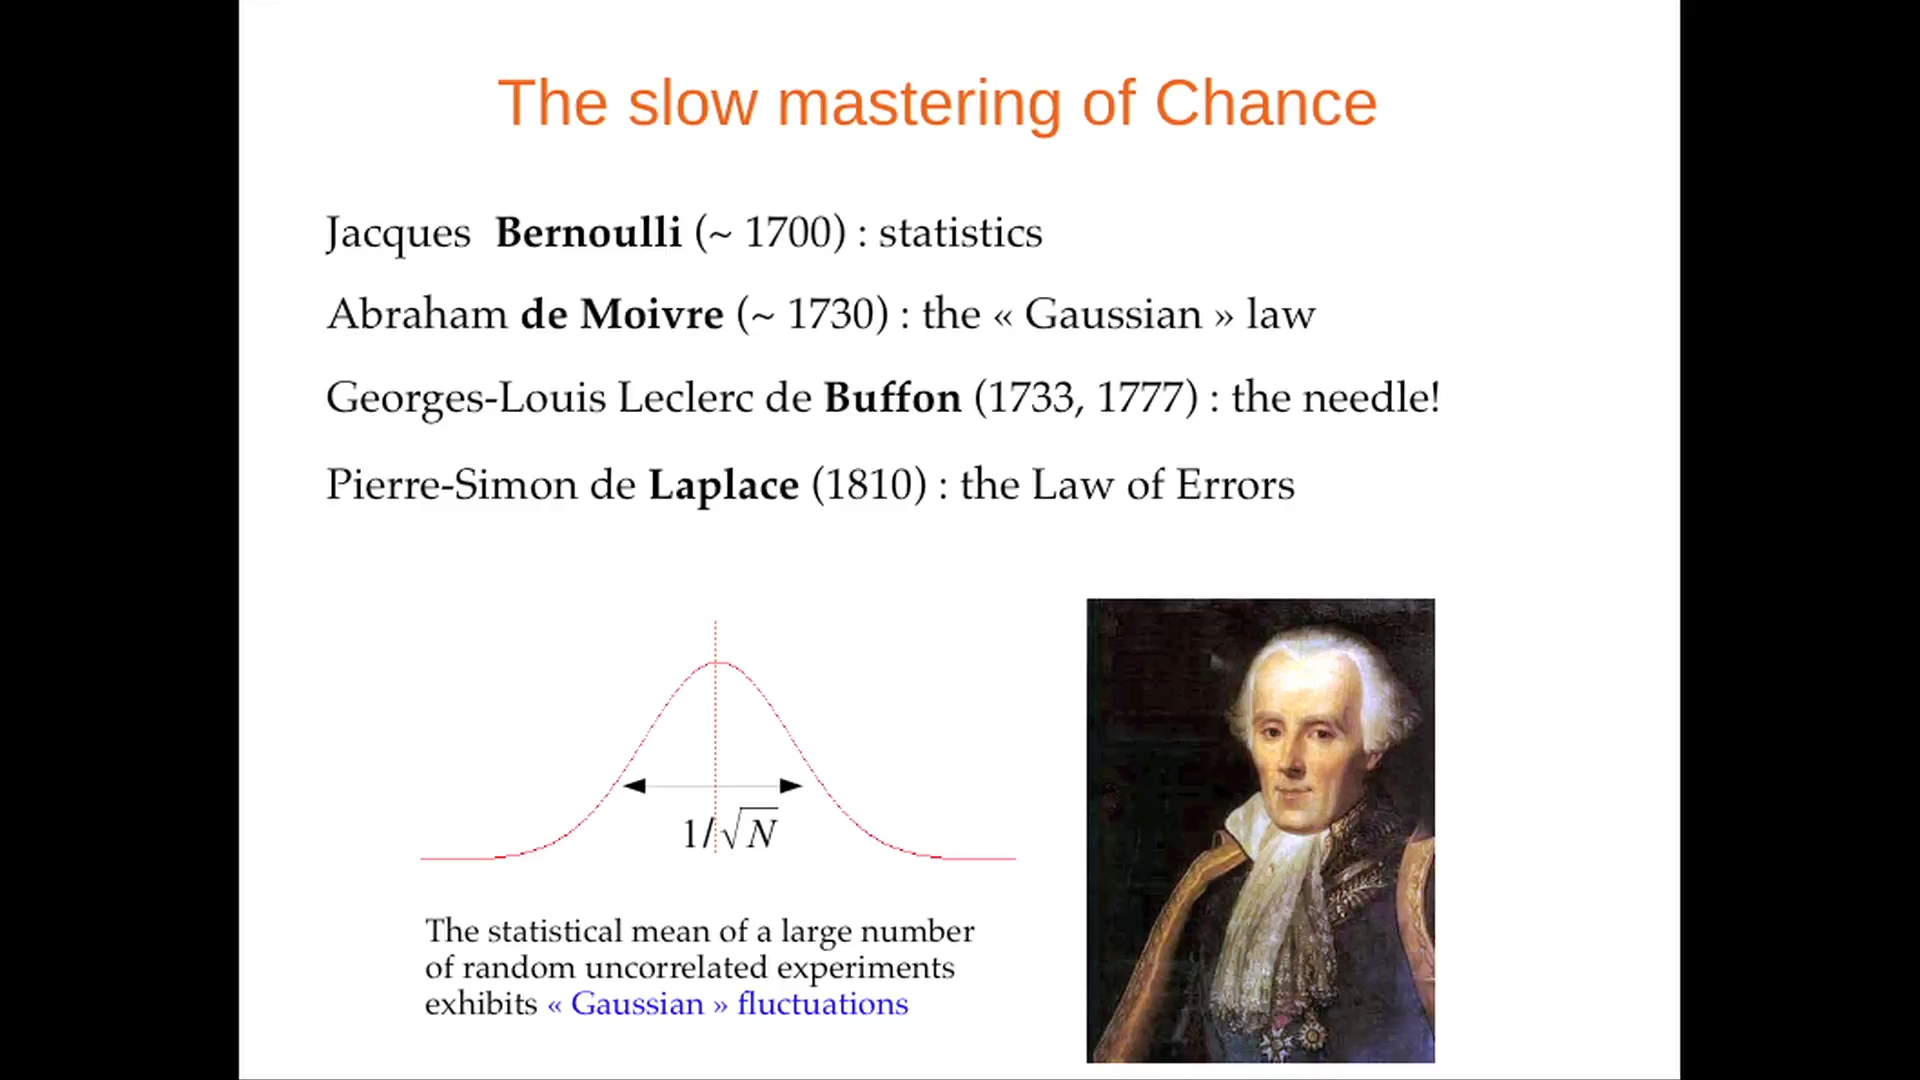 The slow mastering of Chance
Jacques Bernoulli (~ 1700) : statistics
Abraham de Moivre (~ 1730) : the « Gaussian » law
Georges-Louis Leclerc de Buffon (1733, 1777) : the needle!
Pierre-Simon de Laplace (1810) : the Law of Errors
1/√N
The statistical mean of a large number
of random uncorrelated experiments
exhibits « Gaussian » fluctuations